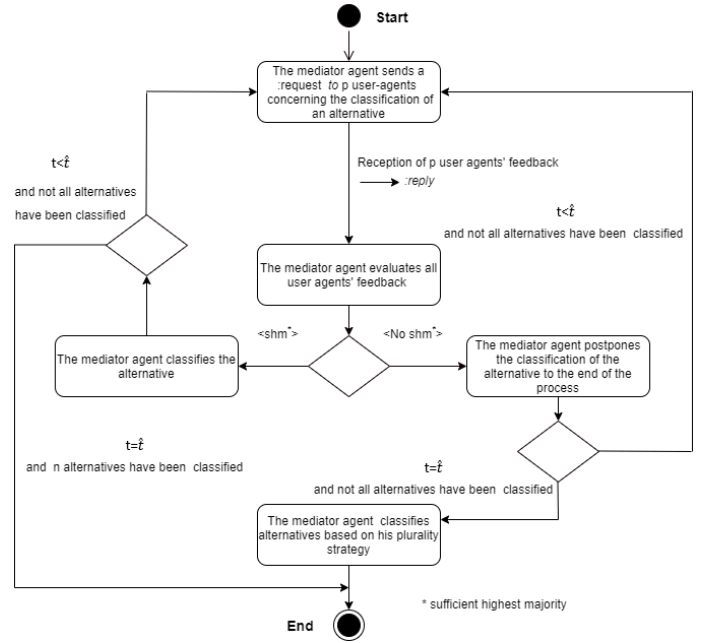 Start
The mediator agent sends a
:request to p user-agents
concerning the classification of
an alternative
t<t̂
and not all alternatives
have been classified
Reception of p user agents' feedback
:reply
t<t̂
and not all alternatives have been classified
The mediator agent evaluates all
user agents' feedback
<shm*>
<No shm*>
The mediator agent classifies the
alternative
The mediator agent postpones
the classification of the
alternative to the end of the
process
t=t̂
and n alternatives have been classified
t=t̂
and not all alternatives have been classified
The mediator agent classifies
alternatives based on his plurality
strategy
* sufficient highest majority
End